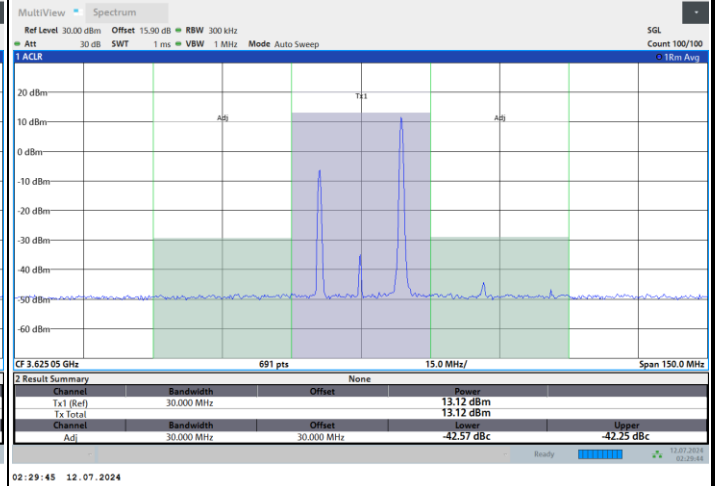 MultiView Spectrum
Ref Level 30.00 dBm Offset 15.90 dB RBW 300 kHz SGL
Att 30 dB SWT 1 ms VBW 1 MHz Mode Auto Sweep Count 100/100
1 ACLR 1Rm Avg
Tx1
20 dBm
Adj Adj
10 dBm
0 dBm
-10 dBm
-20 dBm
-30 dBm
-40 dBm
-50 dBm
-60 dBm
CF 3.625 05 GHz 691 pts 15.0 MHz/ Span 150.0 MHz
2 Result Summary None
Channel Bandwidth Offset Power
Tx1 (Ref) 30.000 MHz 13.12 dBm
Tx Total 13.12 dBm
Channel Bandwidth Offset Lower Upper
Adj 30.000 MHz 30.000 MHz -42.57 dBc -42.25 dBc
Ready 12.07.2024
02:29:44
02:29:45 12.07.2024